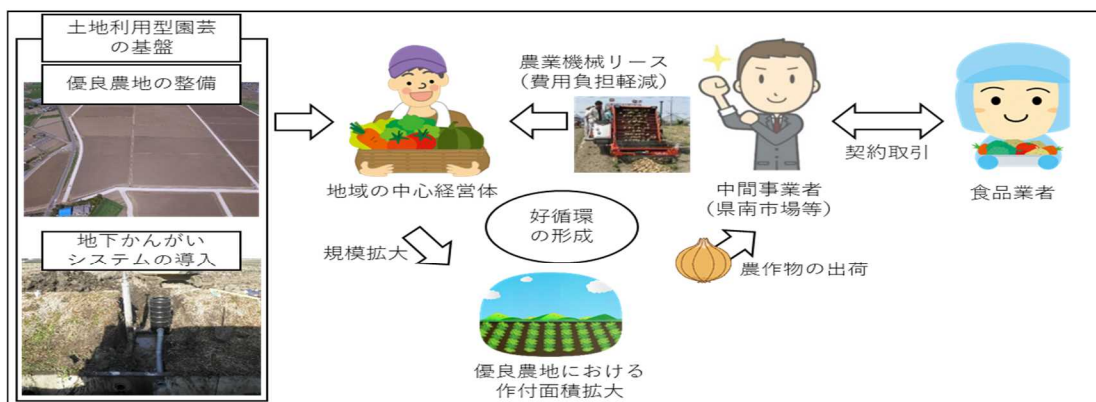 土地利用型園芸
の基盤
優良農地の整備
地下かんがい
システムの導入
地域の中心経営体
農業機械リース
（費用負担軽減）
中間事業者
（県南市場等）
契約取引
食品業者
好循環
の形成
規模拡大
農作物の出荷
優良農地における
作付面積拡大